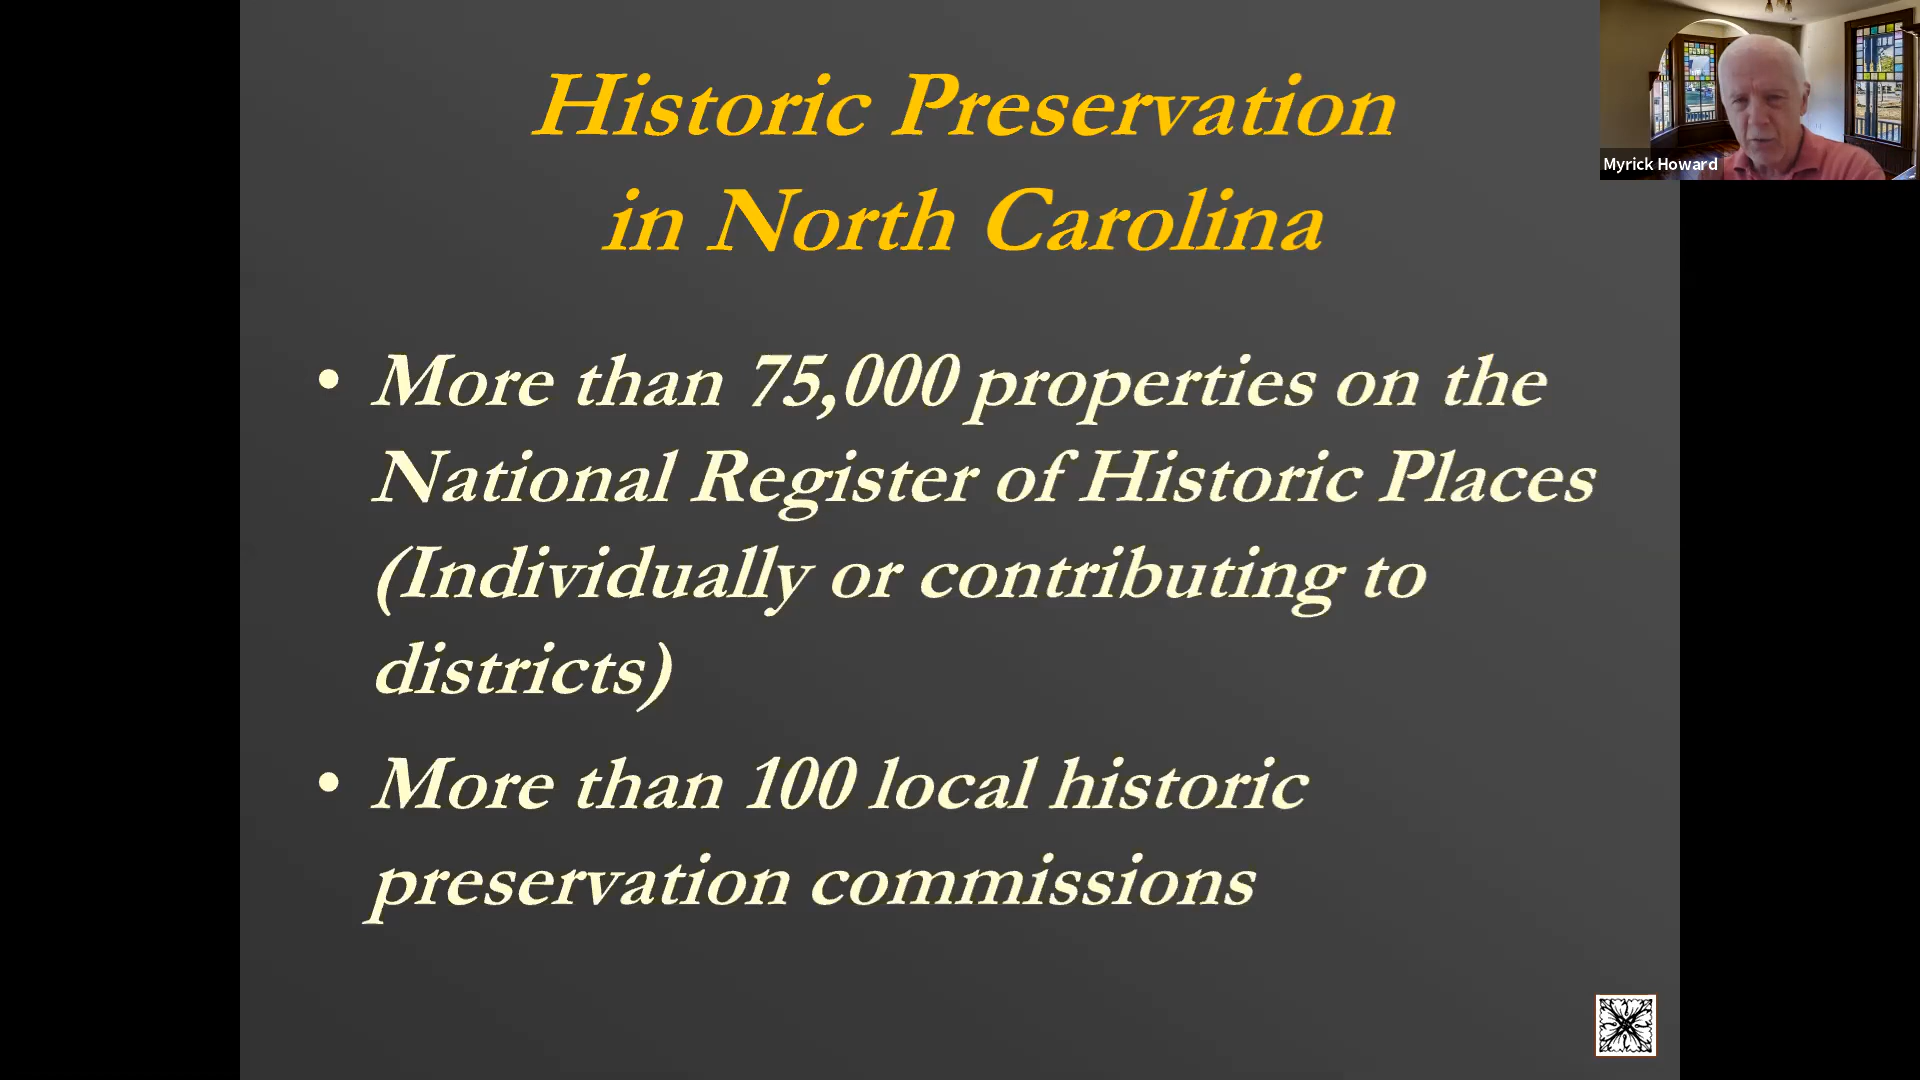 Historic Preservation
in North Carolina
• More than 75,000 properties on the
National Register of Historic Places
(Individually or contributing to
districts)
• More than 100 local historic
preservation commissions
Myrick Howard